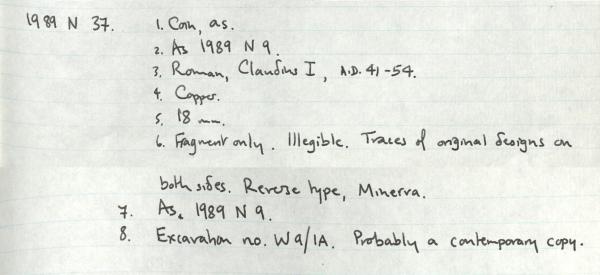 1989 N 37. 1. Coin, as.
2. As 1989 N 9.
3. Roman, Claudius I, A.D. 41-54.
4. Copper.
5. 18 mm.
6. Fragment only. Illegible. Traces of original designs on
both sides. Reverse type, Minerva.
7. As. 1989 N 9.
8. Excavation no. W9/1A. Probably a contemporary copy.